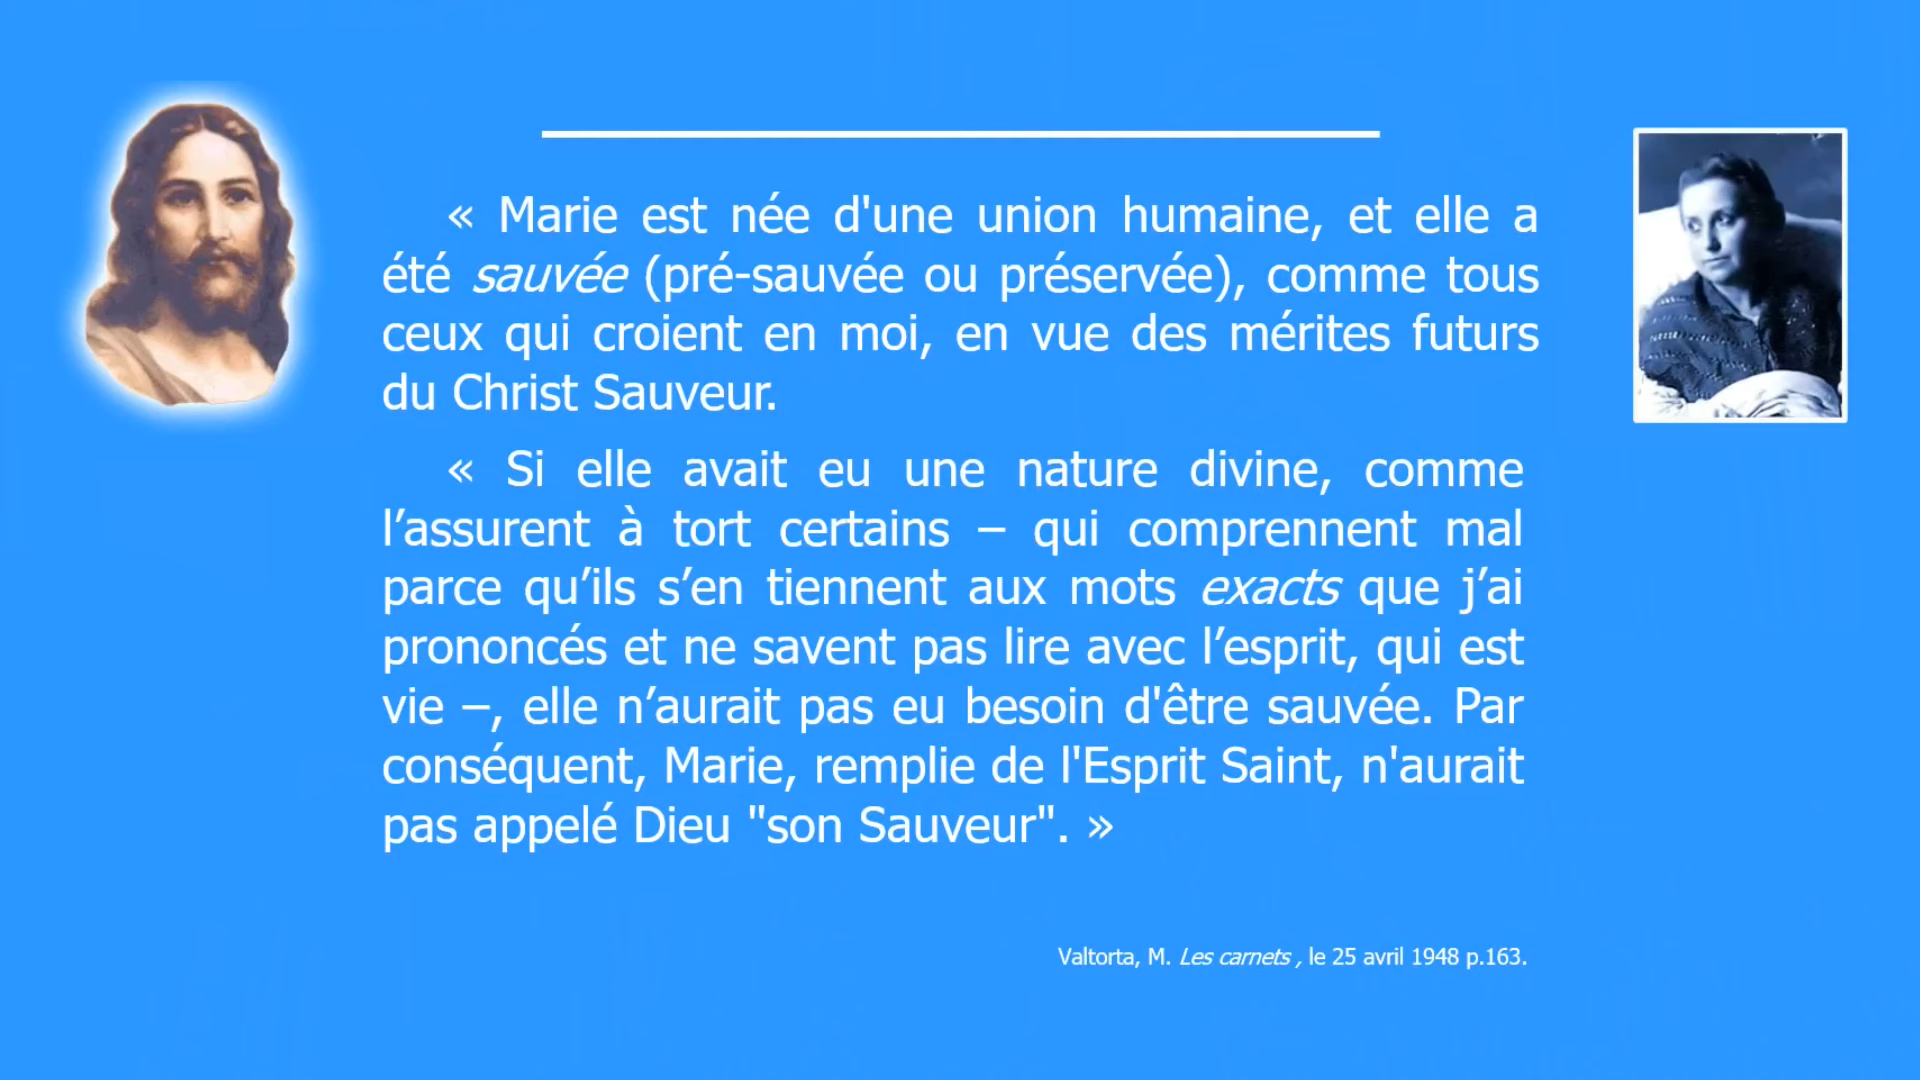 « Marie est née d'une union humaine, et elle a
été sauvée (pré-sauvée ou préservée), comme tous
ceux qui croient en moi, en vue des mérites futurs
du Christ Sauveur.
« Si elle avait eu une nature divine, comme
l’assurent à tort certains – qui comprennent mal
parce qu’ils s’en tiennent aux mots exacts que j’ai
prononcés et ne savent pas lire avec l’esprit, qui est
vie –, elle n’aurait pas eu besoin d'être sauvée. Par
conséquent, Marie, remplie de l'Esprit Saint, n'aurait
pas appelé Dieu "son Sauveur". »
Valtorta, M. Les carnets , le 25 avril 1948 p.163.